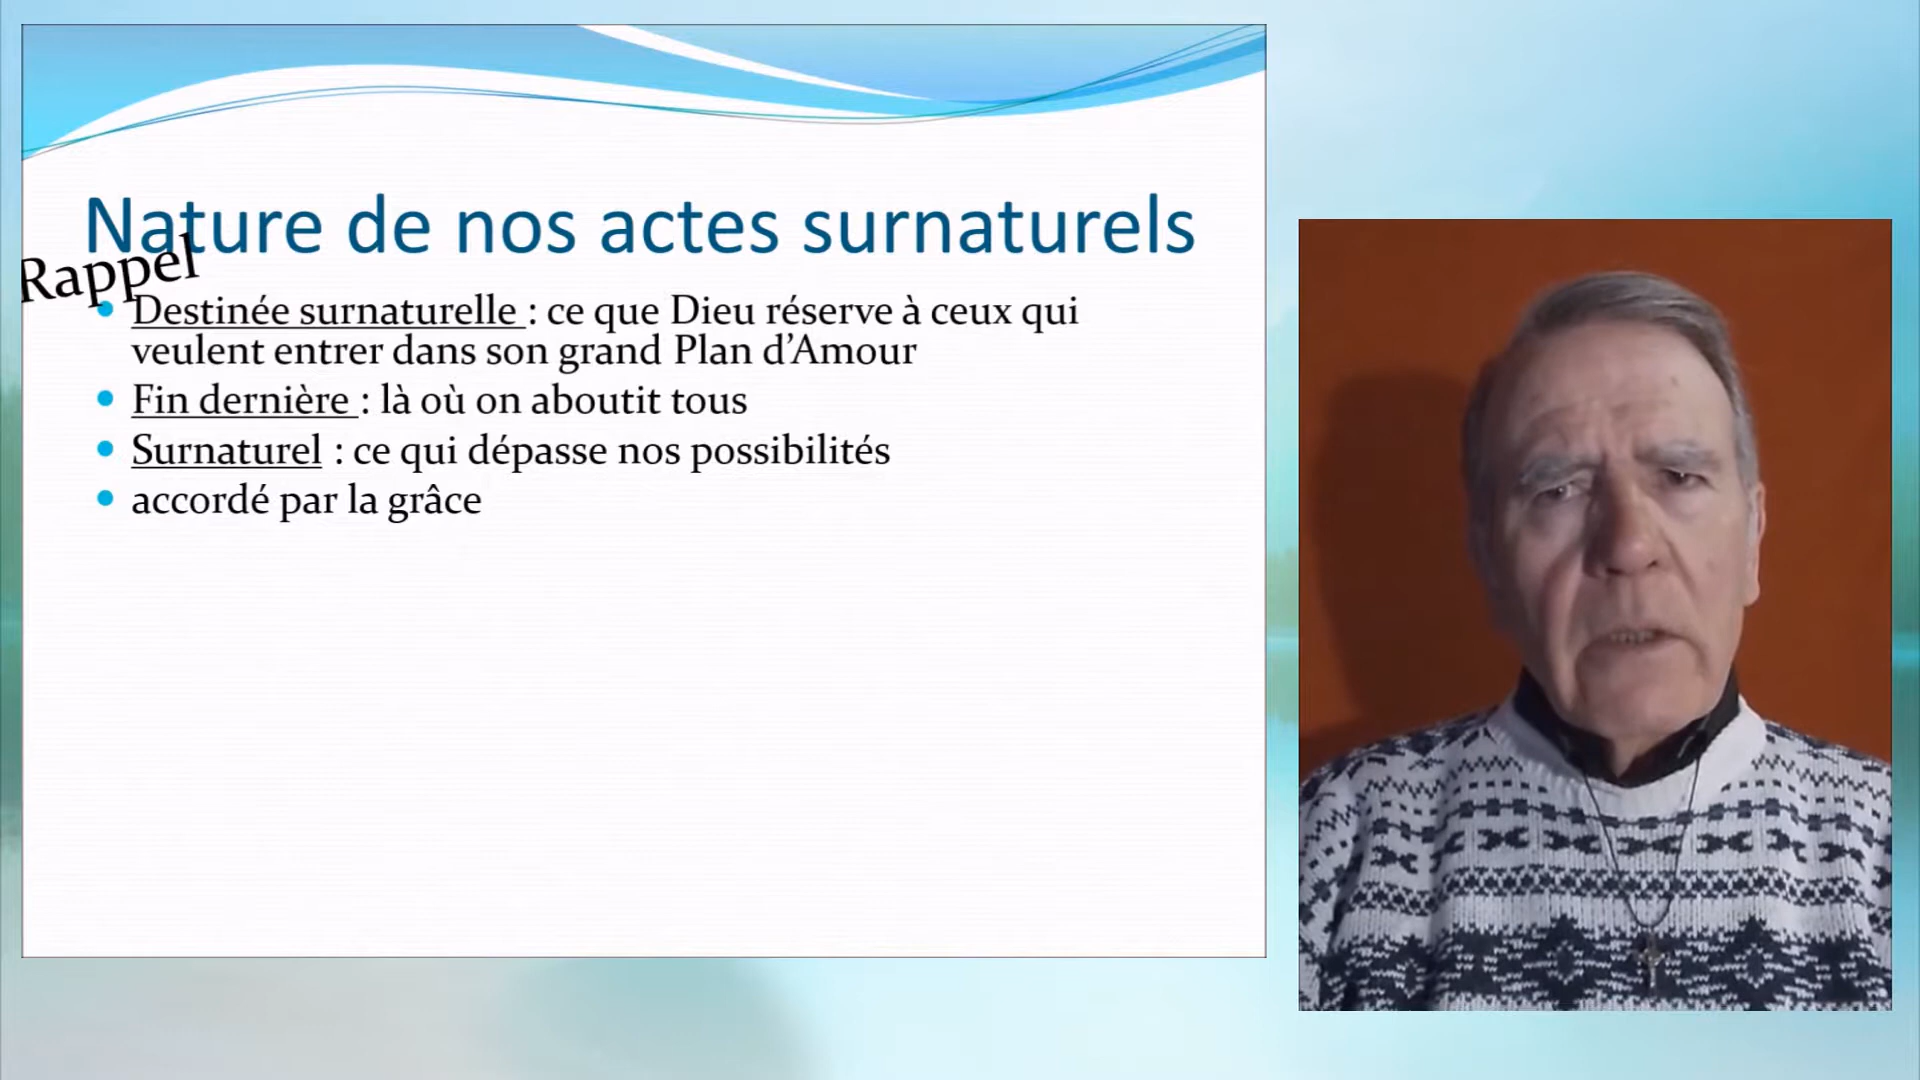 Nature de nos actes surnaturels
Rappel
Destinée surnaturelle : ce que Dieu réserve à ceux qui
veulent entrer dans son grand Plan d’Amour
Fin dernière : là où on aboutit tous
Surnaturel : ce qui dépasse nos possibilités
accordé par la grâce